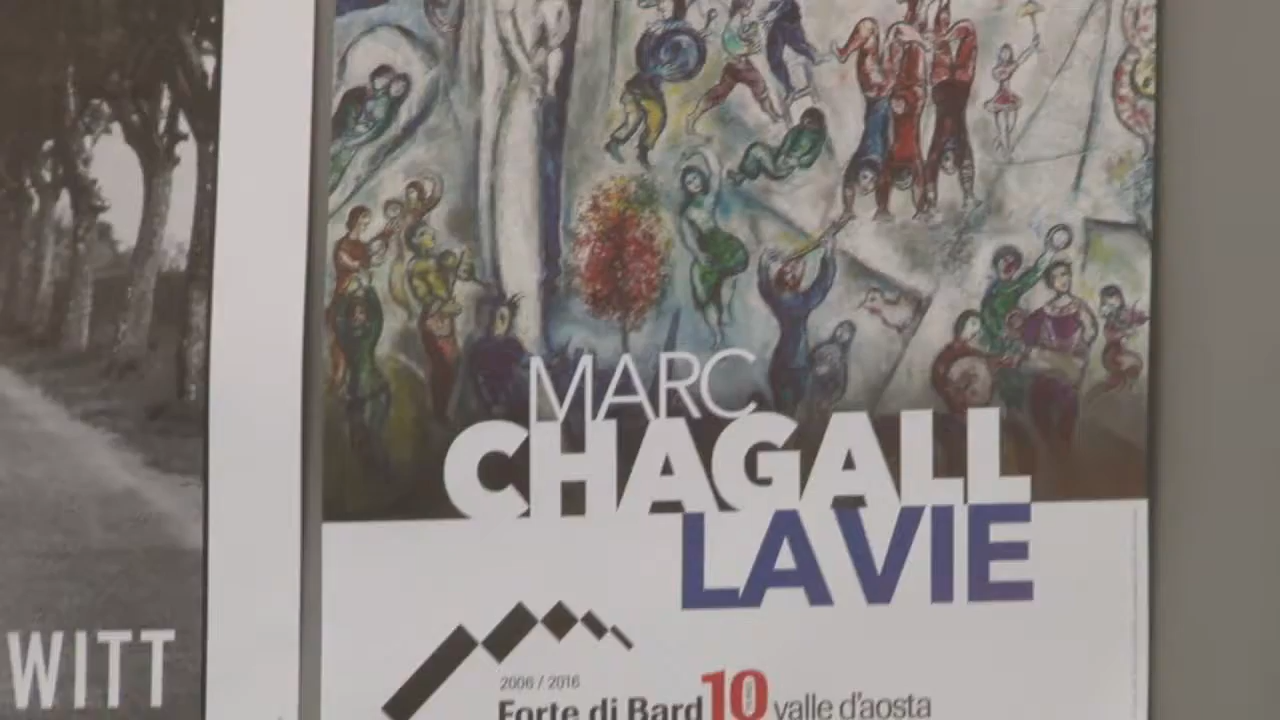 WITT
MARC
CHAGALL
LA VIE
2006 / 2016
Forte di Bard 10 valle d'aosta